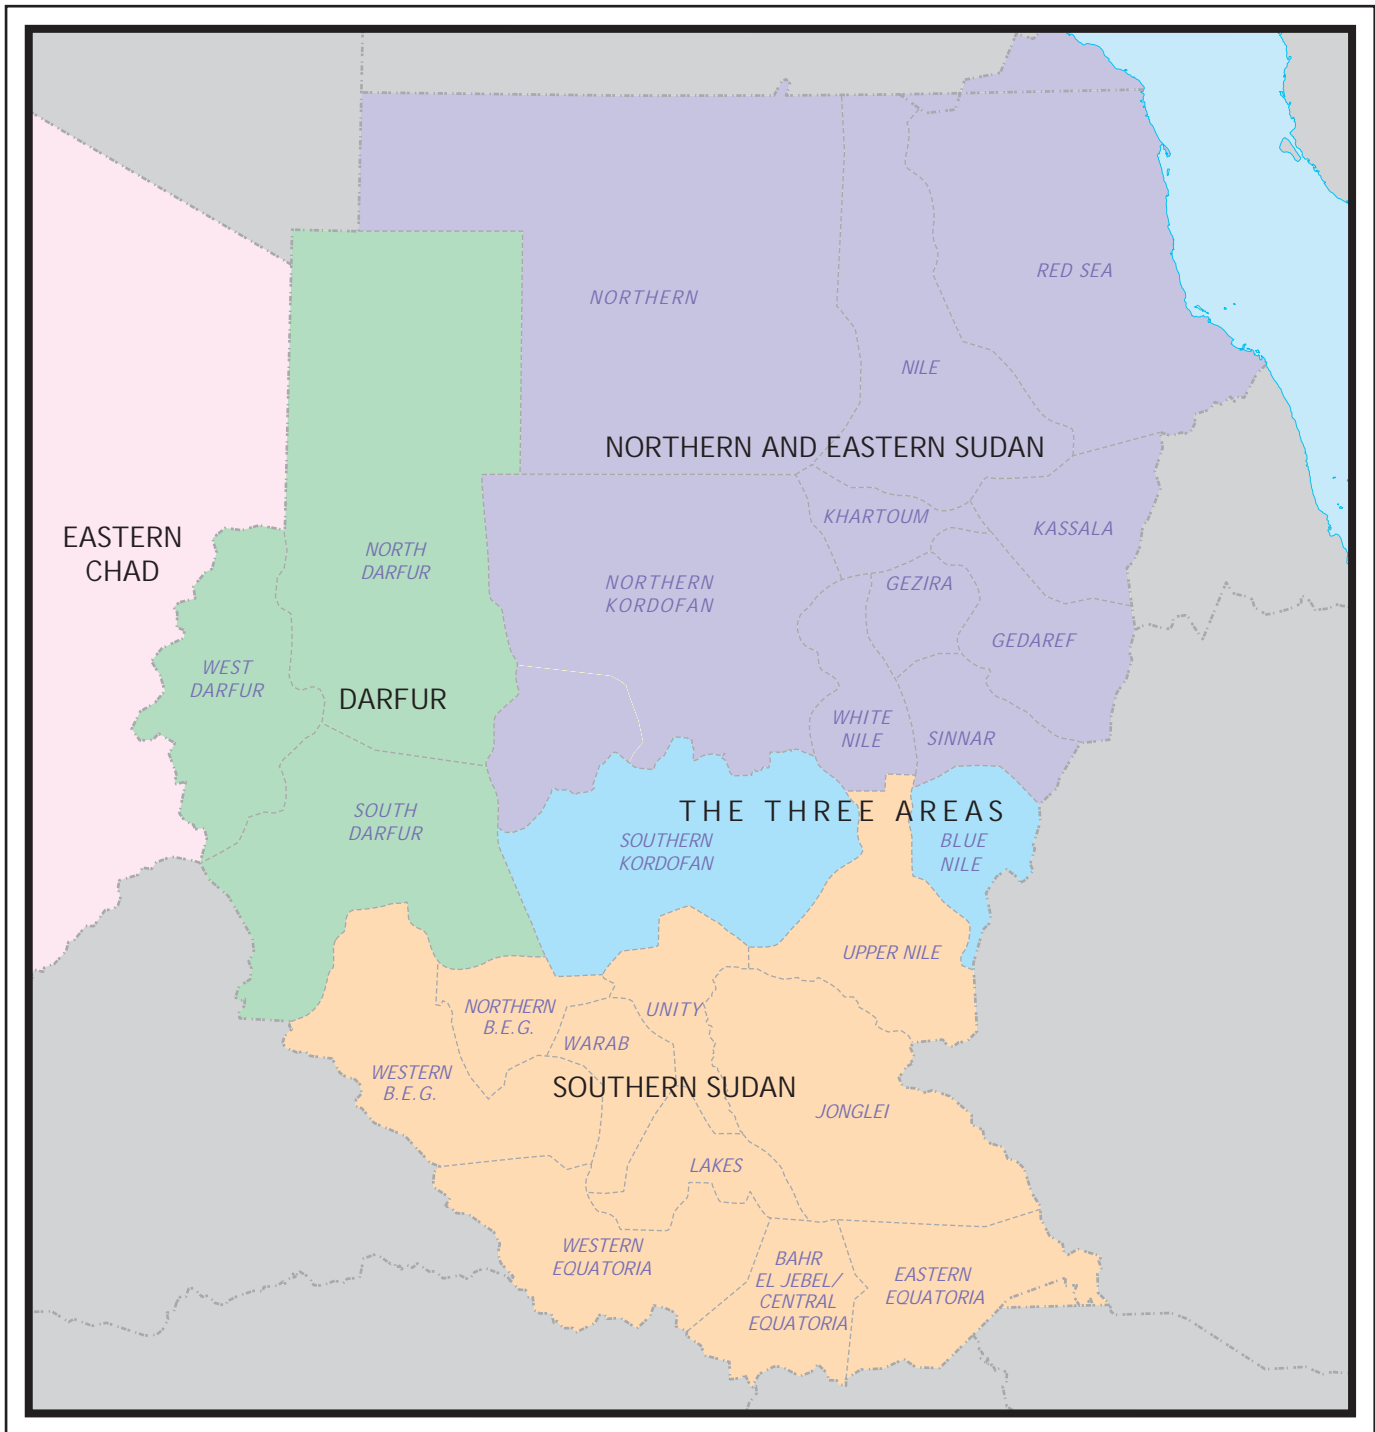 RED SEA
NORTHERN
NILE
NORTHERN AND EASTERN SUDAN
KHARTOUM
KASSALA
EASTERN
CHAD
NORTH
DARFUR
NORTHERN
KORDOFAN
GEZIRA
GEDAREF
WEST
DARFUR
DARFUR
WHITE
NILE
SINNAR
SOUTH
DARFUR
THE THREE AREAS
SOUTHERN
KORDOFAN
BLUE
NILE
UPPER NILE
NORTHERN
B.E.G.
UNITY
WARAB
WESTERN
B.E.G.
SOUTHERN SUDAN
JONGLEI
LAKES
WESTERN
EQUATORIA
BAHR
EL JEBEL/
CENTRAL
EQUATORIA
EASTERN
EQUATORIA